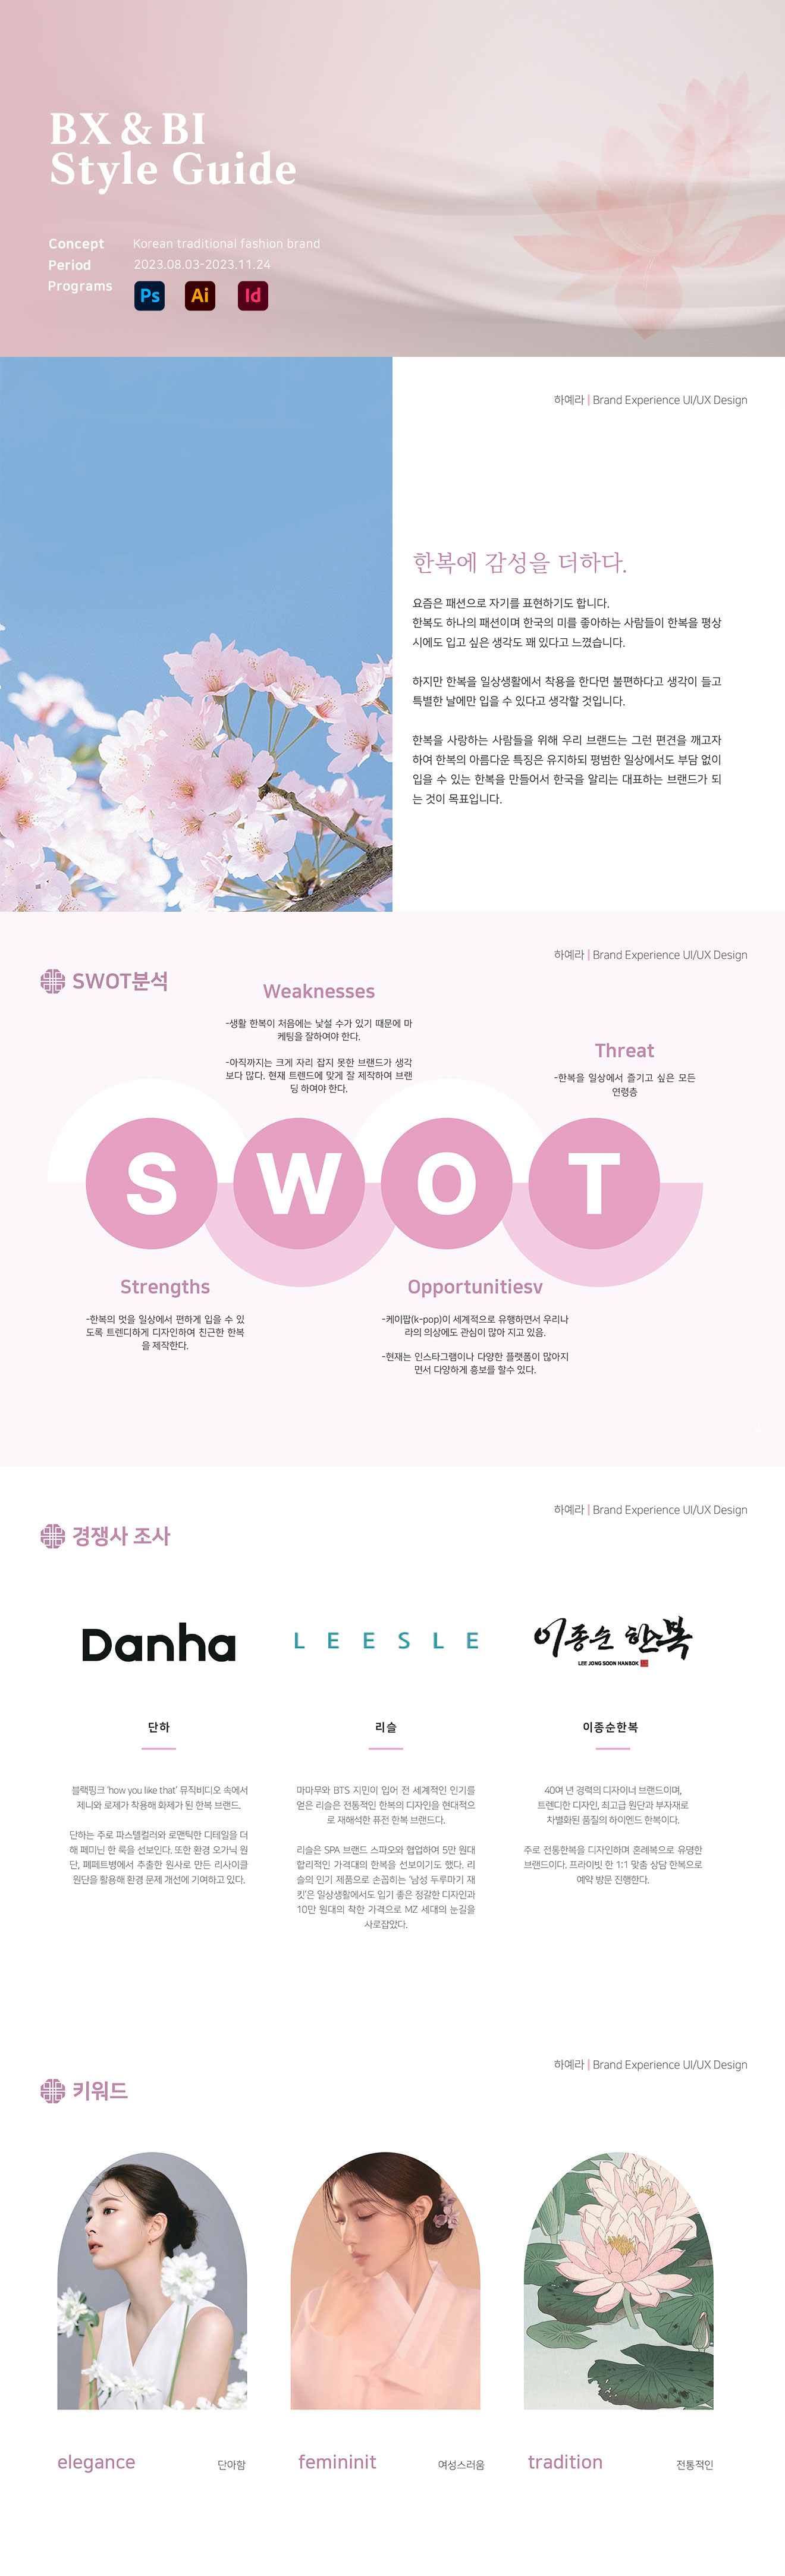 BX & BI
Style Guide
Concept Korean traditional fashion brand
Period 2023.08.03-2023.11.24
Programs Ps Ai Id
하예라 | Brand Experience UI/UX Design
한복에 감성을 더하다.
요즘은 패션으로 자기를 표현하기도 합니다.
한복도 하나의 패션이며 한국의 미를 좋아하는 사람들이 한복을 평상
시에도 입고 싶은 생각도 꽤 있다고 느꼈습니다.
하지만 한복을 일상생활에서 착용을 한다면 불편하다고 생각이 들고
특별한 날에만 입을 수 있다고 생각할 것입니다.
한복을 사랑하는 사람들을 위해 우리 브랜드는 그런 편견을 깨고자
하여 한복의 아름다운 특징은 유지하되 평범한 일상에서도 부담 없이
입을 수 있는 한복을 만들어서 한국을 알리는 대표하는 브랜드가 되
는 것이 목표입니다.
하예라 | Brand Experience UI/UX Design
SWOT분석
Weaknesses
-생활 한복이 처음에는 낯설 수가 있기 때문에 마
케팅을 잘하여야 한다.
-아직까지는 크게 자리 잡지 못한 브랜드가 생각
보다 많다. 현재 트렌드에 맞게 잘 제작하여 브랜
딩 하여야 한다.
Threat
-한복을 일상에서 즐기고 싶은 모든
연령층
S W O T
Strengths
-한복의 멋을 일상에서 편하게 입을 수 있
도록 트렌디하게 디자인하여 친근한 한복
을 제작한다.
Opportunitiesv
-케이팝(k-pop)이 세계적으로 유행하면서 우리나
라의 의상에도 관심이 많아 지고 있음.
-현재는 인스타그램이나 다양한 플랫폼이 많아지
면서 다양하게 흥보를 할수 있다.
하예라 | Brand Experience UI/UX Design
경쟁사 조사
Danha
LEESLE
이종순 한복
LEE JONG SOON HANBOK
단하
블랙핑크 'how you like that' 뮤직비디오 속에서
제니와 로제가 착용해 화제가 된 한복 브랜드.
단하는 주로 파스텔컬러와 로맨틱한 디테일을 더
해 페미닌 한 룩을 선보인다. 또한 환경 오가닉 원
단, 폐페트병에서 추출한 원사로 만든 리사이클
원단을 활용해 환경 문제 개선에 기여하고 있다.
리슬
마마무와 BTS 지민이 입어 전 세계적인 인기를
얻은 리슬은 전통적인 한복의 디자인을 현대적으
로 재해석한 퓨전 한복 브랜드다.
리슬은 SPA 브랜드 스파오와 협업하여 5만 원대
합리적인 가격대의 한복을 선보이기도 했다. 리
슬의 인기 제품으로 손꼽히는 '남성 두루마기 재
킷'은 일상생활에서도 입기 좋은 정갈한 디자인과
10만 원대의 착한 가격으로 MZ 세대의 눈길을
사로잡았다.
이종순한복
40여 년 경력의 디자이너 브랜드이며,
트렌디한 디자인, 최고급 원단과 부자재로
차별화된 품질의 하이엔드 한복이다.
주로 전통한복을 디자인하며 혼례복으로 유명한
브랜드이다. 프라이빗 한 1:1 맞춤 상담 한복으로
예약 방문 진행한다.
하예라 | Brand Experience UI/UX Design
키워드
elegance 단아함
femininit 여성스러움
tradition 전통적인